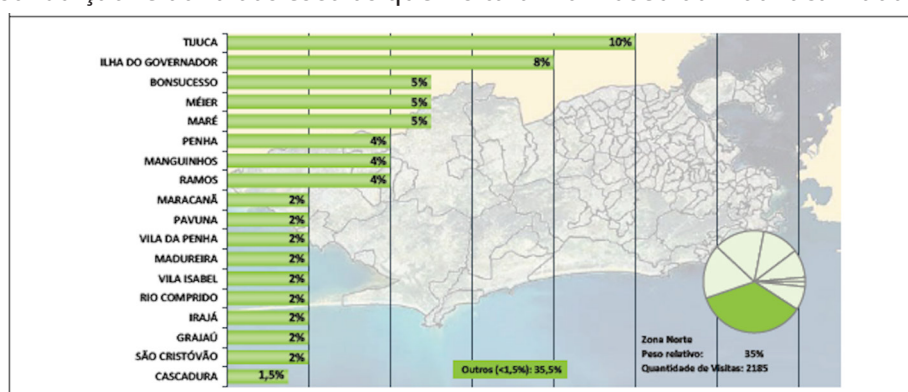 TIJUCA 10%
ILHA DO GOVERNADOR 8%
BONSUCESSO 5%
MÉIER 5%
MARÉ 5%
PENHA 4%
MANGUINHOS 4%
RAMOS 4%
MARACANÃ 2%
PAVUNA 2%
VILA DA PENHA 2%
MADUREIRA 2%
VILA ISABEL 2%
RIO COMPRIDO 2%
IRAJÁ 2%
GRAJAÚ 2%
SÃO CRISTÓVÃO 2%
CASCADURA 1,5%
Outros (<1,5%): 35,5%
Zona Norte
Peso relativo: 35%
Quantidade de Visitas: 2185